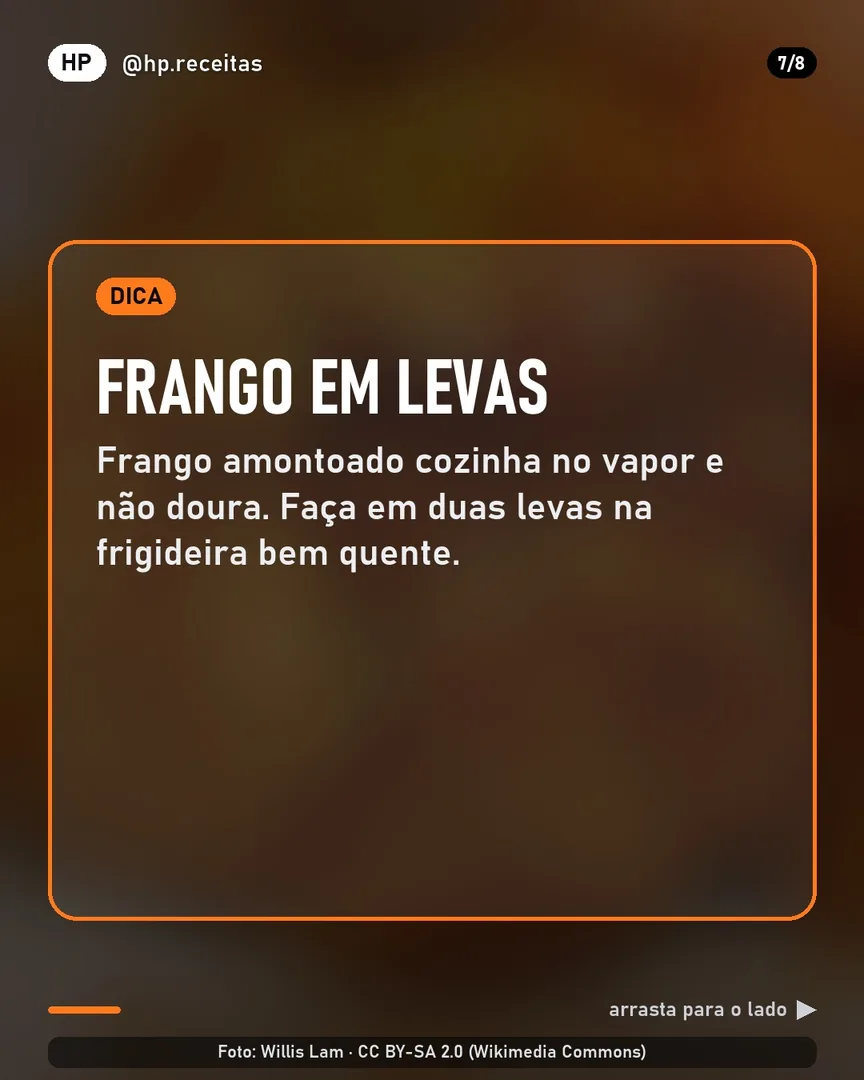 HP @hp.receitas
7/8
DICA
FRANGO EM LEVAS
Frango amontoado cozinha no vapor e
não doura. Faça em duas levas na
frigideira bem quente.
arrasta para o lado ▶
Foto: Willis Lam · CC BY-SA 2.0 (Wikimedia Commons)